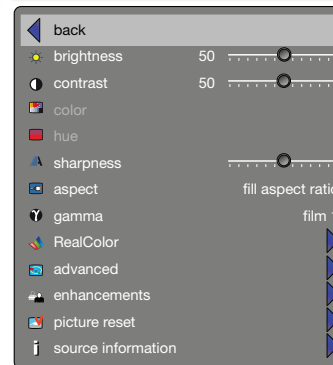 back
brightness 50
contrast 50
color
hue
sharpness
aspect fill aspect ratio
gamma film
RealColor
advanced
enhancements
picture reset
source information